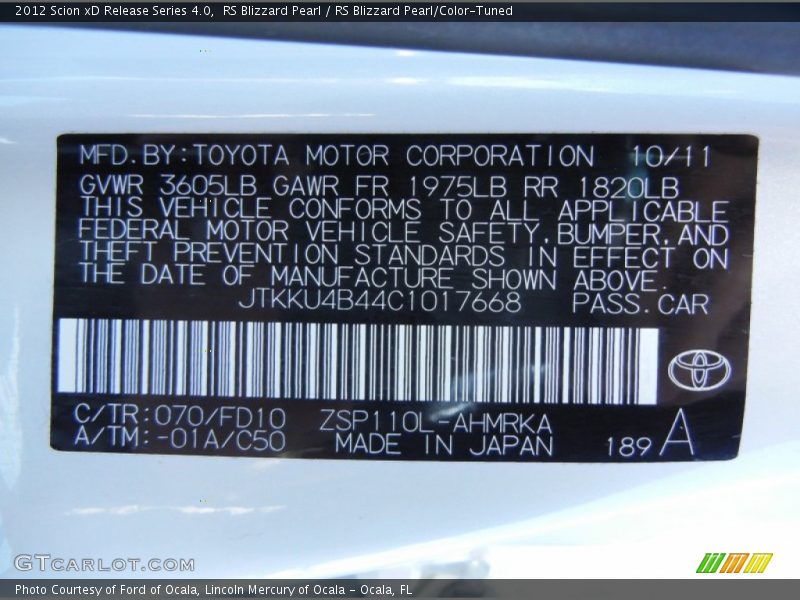 2012 Scion xD Release Series 4.0,  RS Blizzard Pearl / RS Blizzard Pearl/Color-Tuned
MFD.BY:TOYOTA MOTOR CORPORATION 10/11
GVWR 3605LB GAWR FR 1975LB RR 1820LB
THIS VEHICLE CONFORMS TO ALL APPLICABLE
FEDERAL MOTOR VEHICLE SAFETY,BUMPER,AND
THEFT PREVENTION STANDARDS IN EFFECT ON
THE DATE OF MANUFACTURE SHOWN ABOVE.
JTKKU4B44C1017668 PASS.CAR
C/TR:070/FD10 ZSP110L-AHMRKA
A/TM:-01A/C50 MADE IN JAPAN 189 A
GTCARLOT.COM
Photo Courtesy of Ford of Ocala, Lincoln Mercury of Ocala - Ocala, FL